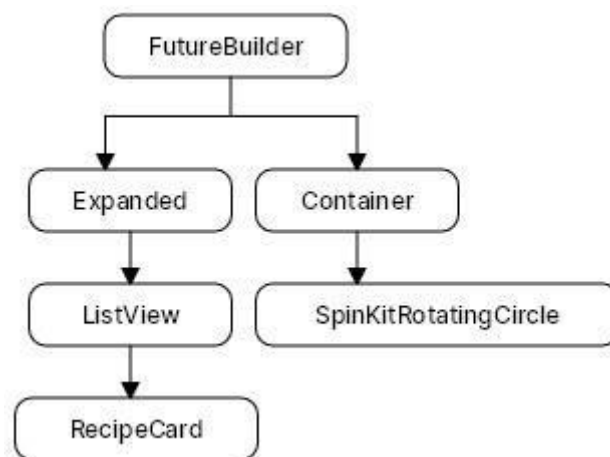 FutureBuilder
Expanded
Container
ListView
SpinKitRotatingCircle
RecipeCard